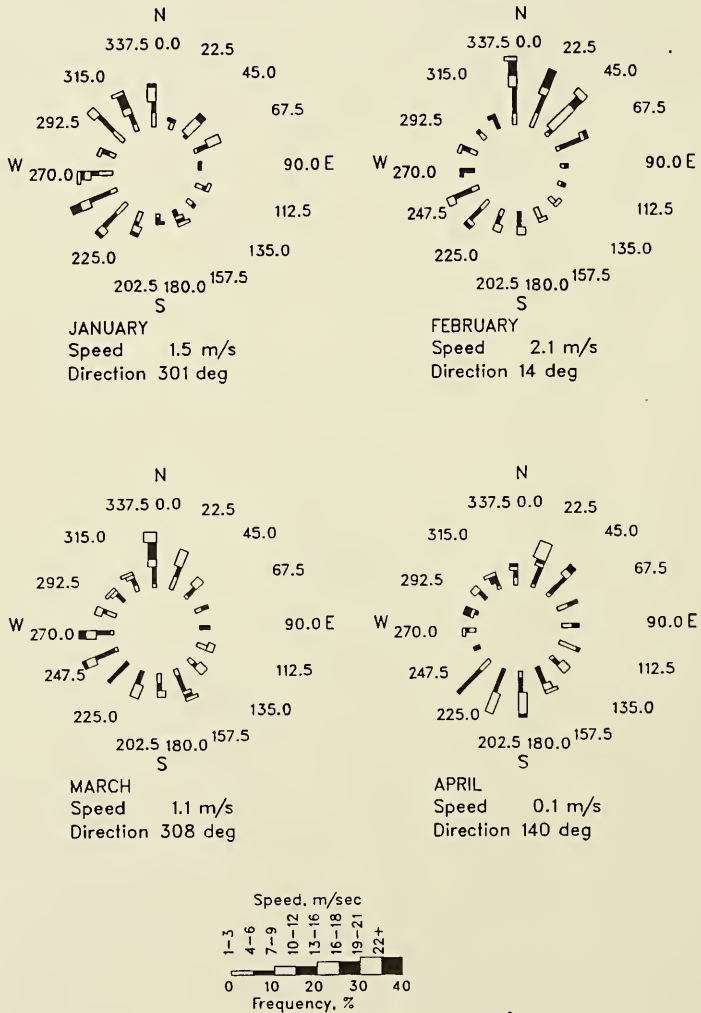 N
337.5 0.0 22.5
315.0 45.0
292.5 67.5
W 270.0 90.0 E
112.5
225.0 135.0
202.5 180.0 157.5
S
JANUARY
Speed 1.5 m/s
Direction 301 deg
N
337.5 0.0 22.5
315.0 45.0
292.5 67.5
W 270.0 90.0 E
247.5 112.5
225.0 135.0
202.5 180.0 157.5
S
FEBRUARY
Speed 2.1 m/s
Direction 14 deg
N
337.5 0.0 22.5
315.0 45.0
292.5 67.5
W 270.0 90.0 E
247.5 112.5
225.0 135.0
202.5 180.0 157.5
S
MARCH
Speed 1.1 m/s
Direction 308 deg
N
337.5 0.0 22.5
315.0 45.0
292.5 67.5
W 270.0 90.0 E
247.5 112.5
225.0 135.0
202.5 180.0 157.5
S
APRIL
Speed 0.1 m/s
Direction 140 deg
Speed, m/sec
1-3
4-6
7-9
10-12
13-16
16-18
19-21
22+
0 10 20 30 40
Frequency, %